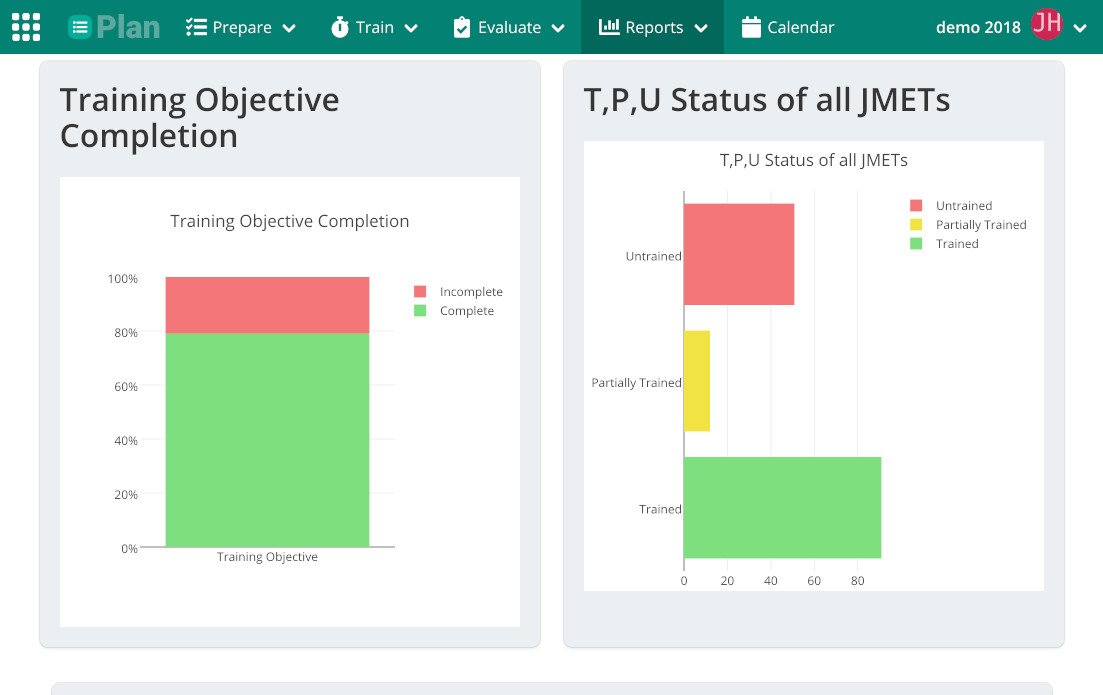 Plan Prepare Train Evaluate Reports Calendar demo 2018 JH
Training Objective
Completion
Training Objective Completion
100%
80%
60%
40%
20%
0%
Training Objective
Incomplete
Complete
T,P,U Status of all JMETs
T,P,U Status of all JMETs
Untrained
Partially Trained
Trained
0 20 40 60 80
Untrained
Partially Trained
Trained